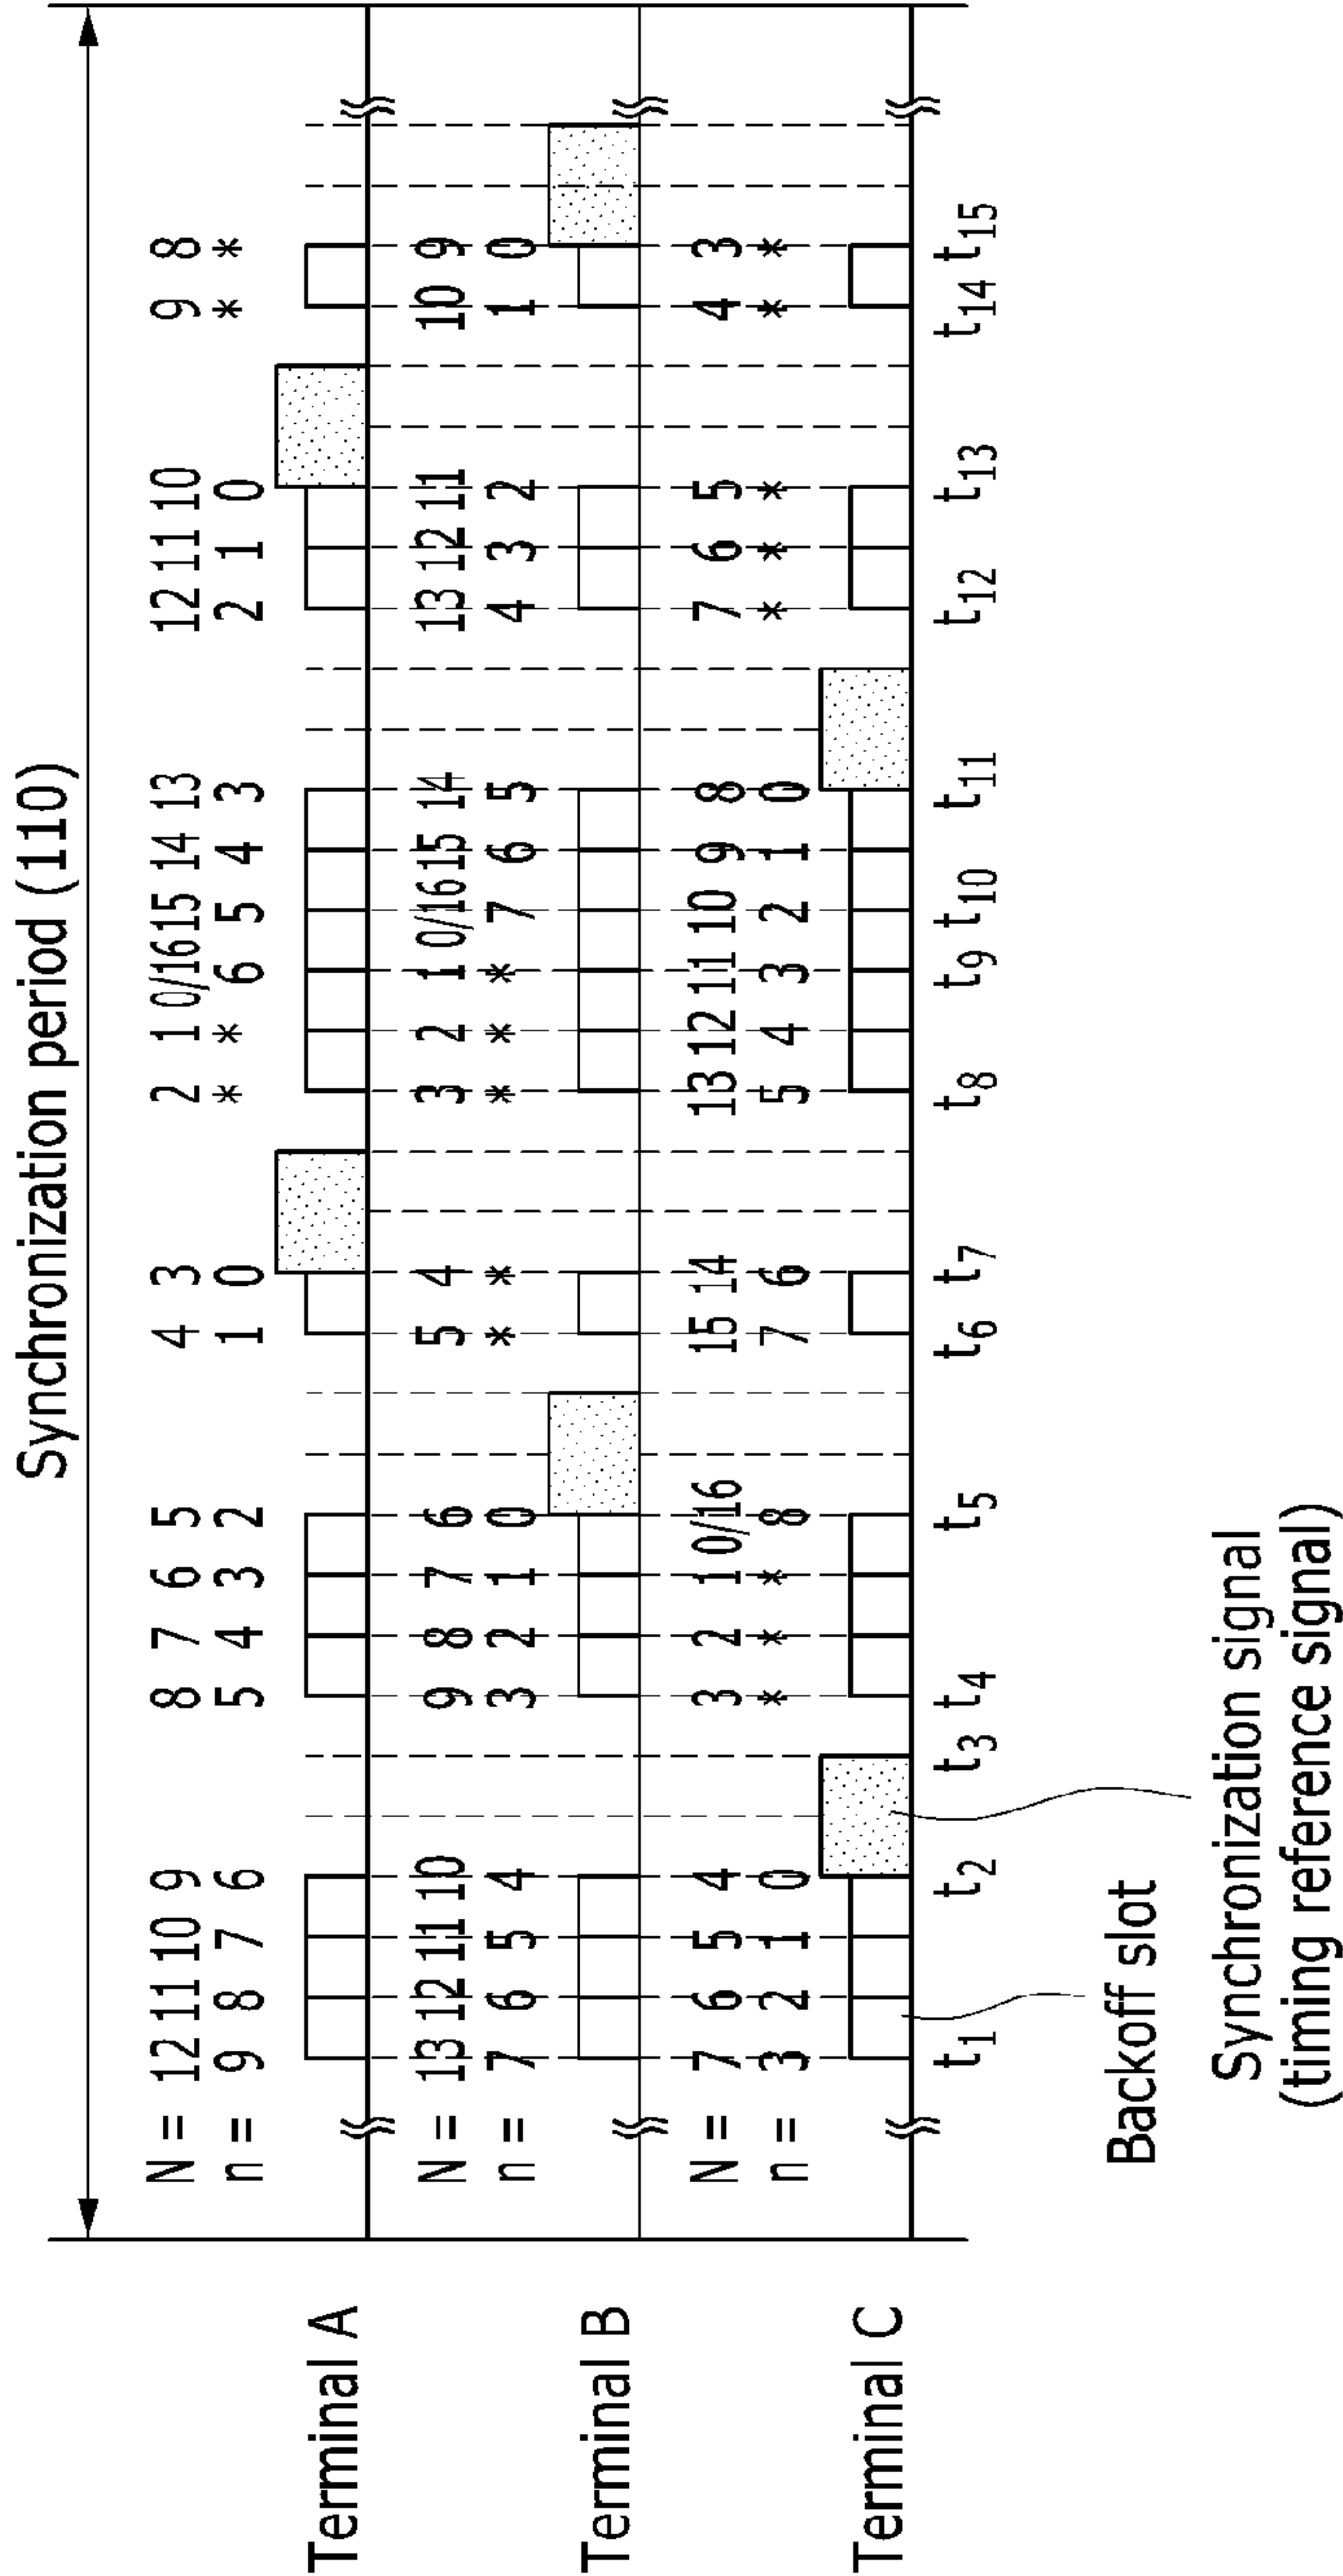 Synchronization period (110)
N = 12 11 10 9 8 7 6 5 4 3 2 1 0/16 15 14 13 12 11 10 9 8
n = 9 8 7 6 5 4 3 2 1 0 * * 6 5 4 3 2 1 0 * *
Terminal A
N = 13 12 11 10 9 8 7 6 5 4 3 2 1 0/16 15 14 13 12 11 10 9
n = 7 6 5 4 3 2 1 0 * * * * * 7 6 5 4 3 2 1 0
Terminal B
N = 7 6 5 4 3 2 1 0/16 15 14 13 12 11 10 9 8 7 6 5 4 3
n = 3 2 1 0 * * * 8 7 6 5 4 3 2 1 0 * * * * *
Terminal C
t1 t2 t3 t4 t5 t6 t7 t8 t9 t10 t11 t12 t13 t14 t15
Backoff slot
Synchronization signal
(timing reference signal)